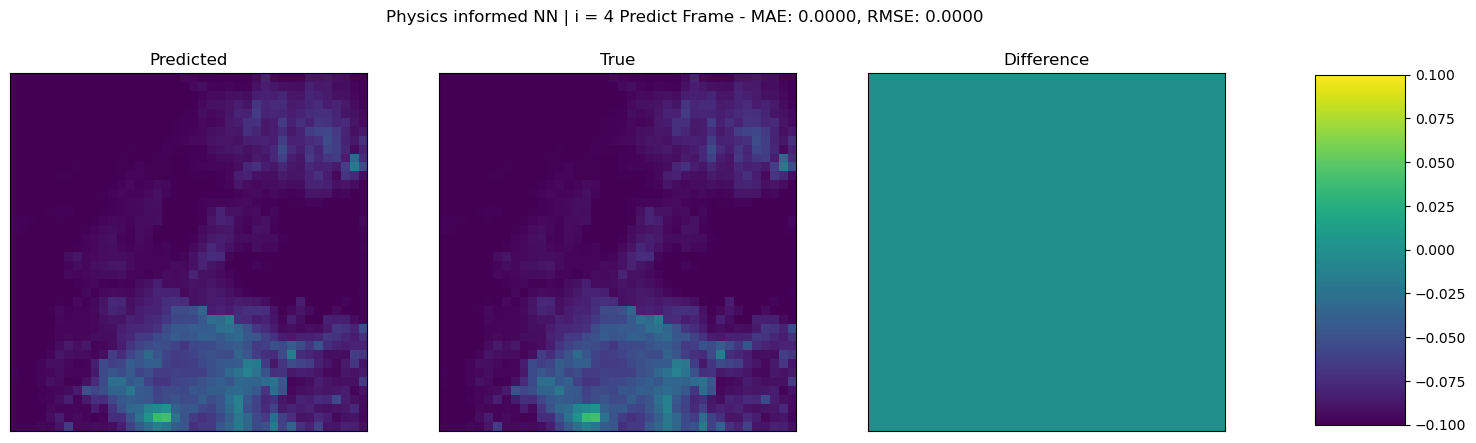 Physics informed NN | i = 4 Predict Frame - MAE: 0.0000, RMSE: 0.0000
Predicted
True
Difference
0.100
0.075
0.050
0.025
0.000
−0.025
−0.050
−0.075
−0.100